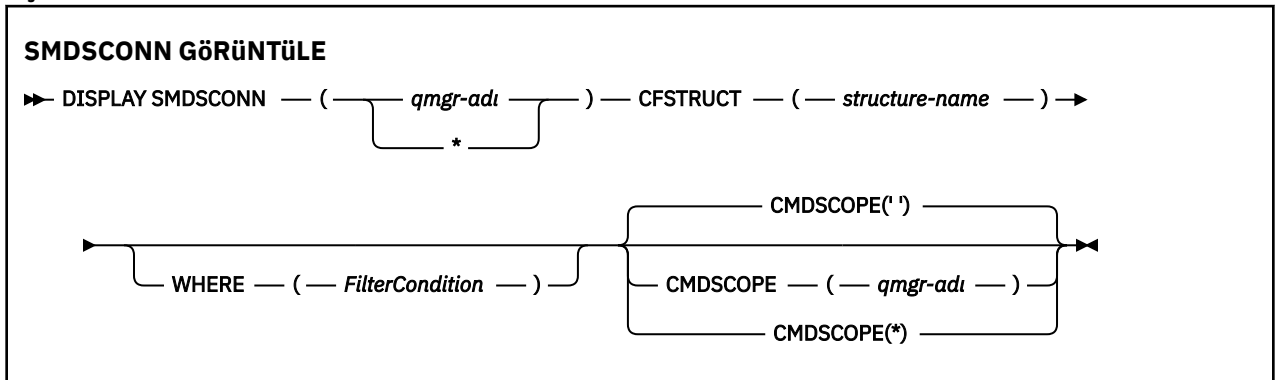 SMDSCONN GöRüNTüLE
DISPLAY SMDSCONN ( qmgr-adı ) CFSTRUCT ( structure-name )
*
CMDSCOPE(' ')
WHERE ( FilterCondition ) CMDSCOPE ( qmgr-adı )
CMDSCOPE(*)